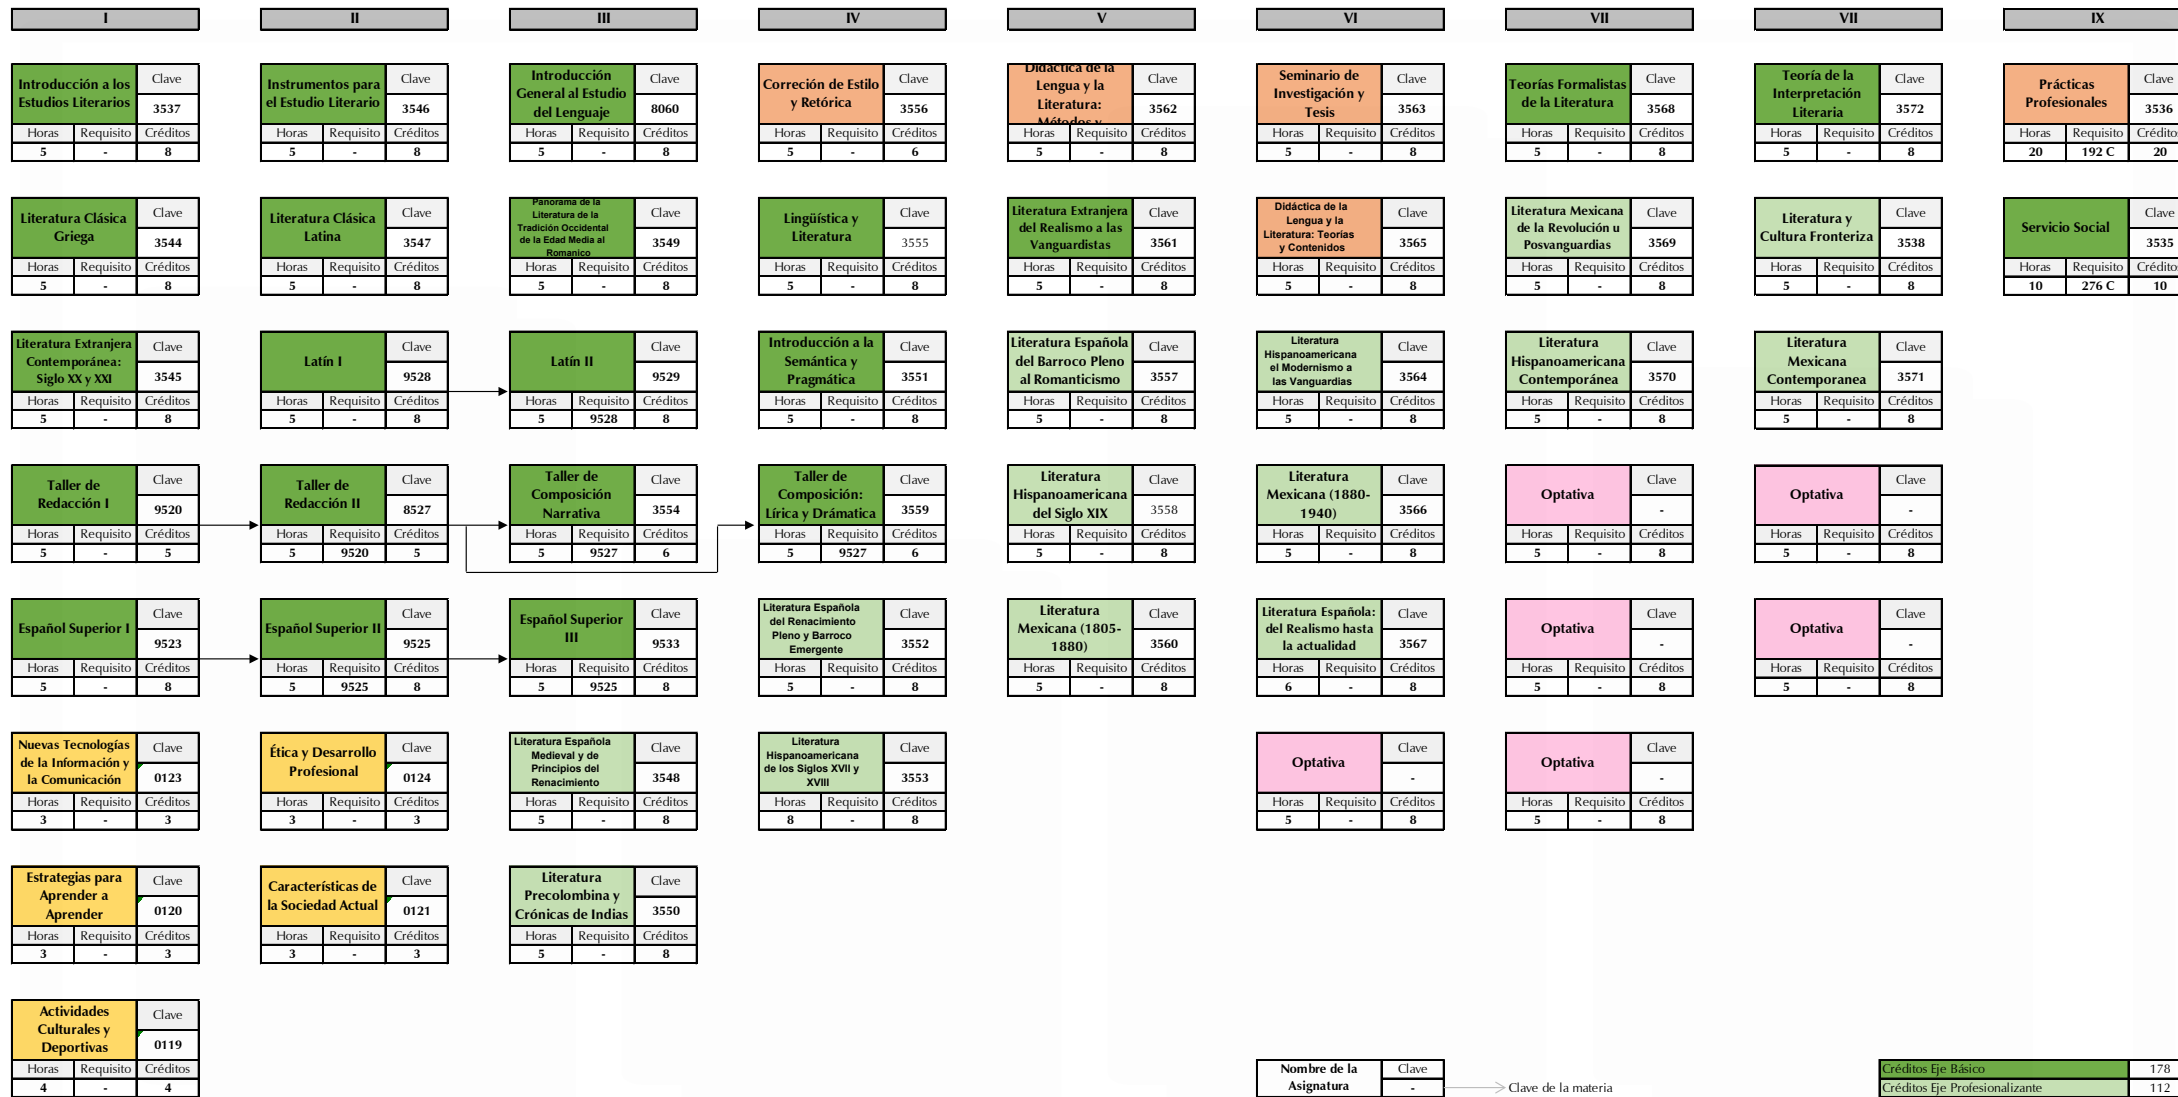 I II III IV V VI VII VII IX
Introducción a los Estudios Literarios Clave 3537
Horas Requisito Créditos
5 - 8
Instrumentos para el Estudio Literario Clave 3546
Horas Requisito Créditos
5 - 8
Introducción General al Estudio del Lenguaje Clave 8060
Horas Requisito Créditos
5 - 8
Correción de Estilo y Retórica Clave 3556
Horas Requisito Créditos
5 - 6
Didáctica de la Lengua y la Literatura: Métodos y Clave 3562
Horas Requisito Créditos
5 - 8
Seminario de Investigación y Tesis Clave 3563
Horas Requisito Créditos
5 - 8
Teorías Formalistas de la Literatura Clave 3568
Horas Requisito Créditos
5 - 8
Teoría de la Interpretación Literaria Clave 3572
Horas Requisito Créditos
5 - 8
Prácticas Profesionales Clave 3536
Horas Requisito Créditos
20 192 C 20
Literatura Clásica Griega Clave 3544
Horas Requisito Créditos
5 - 8
Literatura Clásica Latina Clave 3547
Horas Requisito Créditos
5 - 8
Panorama de la Literatura de la Tradición Occidental de la Edad Media al Romanico Clave 3549
Horas Requisito Créditos
5 - 8
Lingüística y Literatura Clave 3555
Horas Requisito Créditos
5 - 8
Literatura Extranjera del Realismo a las Vanguardistas Clave 3561
Horas Requisito Créditos
5 - 8
Didáctica de la Lengua y la Literatura: Teorías y Contenidos Clave 3565
Horas Requisito Créditos
5 - 8
Literatura Mexicana de la Revolución u Posvanguardias Clave 3569
Horas Requisito Créditos
5 - 8
Literatura y Cultura Fronteriza Clave 3538
Horas Requisito Créditos
5 - 8
Servicio Social Clave 3535
Horas Requisito Créditos
10 276 C 10
Literatura Extranjera Contemporánea: Siglo XX y XXI Clave 3545
Horas Requisito Créditos
5 - 8
Latín I Clave 9528
Horas Requisito Créditos
5 - 8
Latín II Clave 9529
Horas Requisito Créditos
5 9528 8
Introducción a la Semántica y Pragmática Clave 3551
Horas Requisito Créditos
5 - 8
Literatura Española del Barroco Pleno al Romanticismo Clave 3557
Horas Requisito Créditos
5 - 8
Literatura Hispanoamericana el Modernismo a las Vanguardias Clave 3564
Horas Requisito Créditos
5 - 8
Literatura Hispanoamericana Contemporánea Clave 3570
Horas Requisito Créditos
5 - 8
Literatura Mexicana Contemporanea Clave 3571
Horas Requisito Créditos
5 - 8
Taller de Redacción I Clave 9520
Horas Requisito Créditos
5 - 5
Taller de Redacción II Clave 8527
Horas Requisito Créditos
5 9520 5
Taller de Composición Narrativa Clave 3554
Horas Requisito Créditos
5 9527 6
Taller de Composición: Lírica y Drámatica Clave 3559
Horas Requisito Créditos
5 9527 6
Literatura Hispanoamericana del Siglo XIX Clave 3558
Horas Requisito Créditos
5 - 8
Literatura Mexicana (1880-1940) Clave 3566
Horas Requisito Créditos
5 - 8
Optativa Clave -
Horas Requisito Créditos
5 - 8
Optativa Clave -
Horas Requisito Créditos
5 - 8
Español Superior I Clave 9523
Horas Requisito Créditos
5 - 8
Español Superior II Clave 9525
Horas Requisito Créditos
5 9525 8
Español Superior III Clave 9533
Horas Requisito Créditos
5 9525 8
Literatura Española del Renacimiento Pleno y Barroco Emergente Clave 3552
Horas Requisito Créditos
5 - 8
Literatura Mexicana (1805-1880) Clave 3560
Horas Requisito Créditos
5 - 8
Literatura Española: del Realismo hasta la actualidad Clave 3567
Horas Requisito Créditos
6 - 8
Optativa Clave -
Horas Requisito Créditos
5 - 8
Optativa Clave -
Horas Requisito Créditos
5 - 8
Nuevas Tecnologías de la Información y la Comunicación Clave 0123
Horas Requisito Créditos
3 - 3
Ética y Desarrollo Profesional Clave 0124
Horas Requisito Créditos
3 - 3
Literatura Española Medieval y de Principios del Renacimiento Clave 3548
Horas Requisito Créditos
5 - 8
Literatura Hispanoamericana de los Siglos XVII y XVIII Clave 3553
Horas Requisito Créditos
8 - 8
Optativa Clave -
Horas Requisito Créditos
5 - 8
Optativa Clave -
Horas Requisito Créditos
5 - 8
Estrategias para Aprender a Aprender Clave 0120
Horas Requisito Créditos
3 - 3
Características de la Sociedad Actual Clave 0121
Horas Requisito Créditos
3 - 3
Literatura Precolombina y Crónicas de Indias Clave 3550
Horas Requisito Créditos
5 - 8
Actividades Culturales y Deportivas Clave 0119
Horas Requisito Créditos
4 - 4
Nombre de la Asignatura Clave -
Clave de la materia
Créditos Eje Básico 178
Créditos Eje Profesionalizante 112